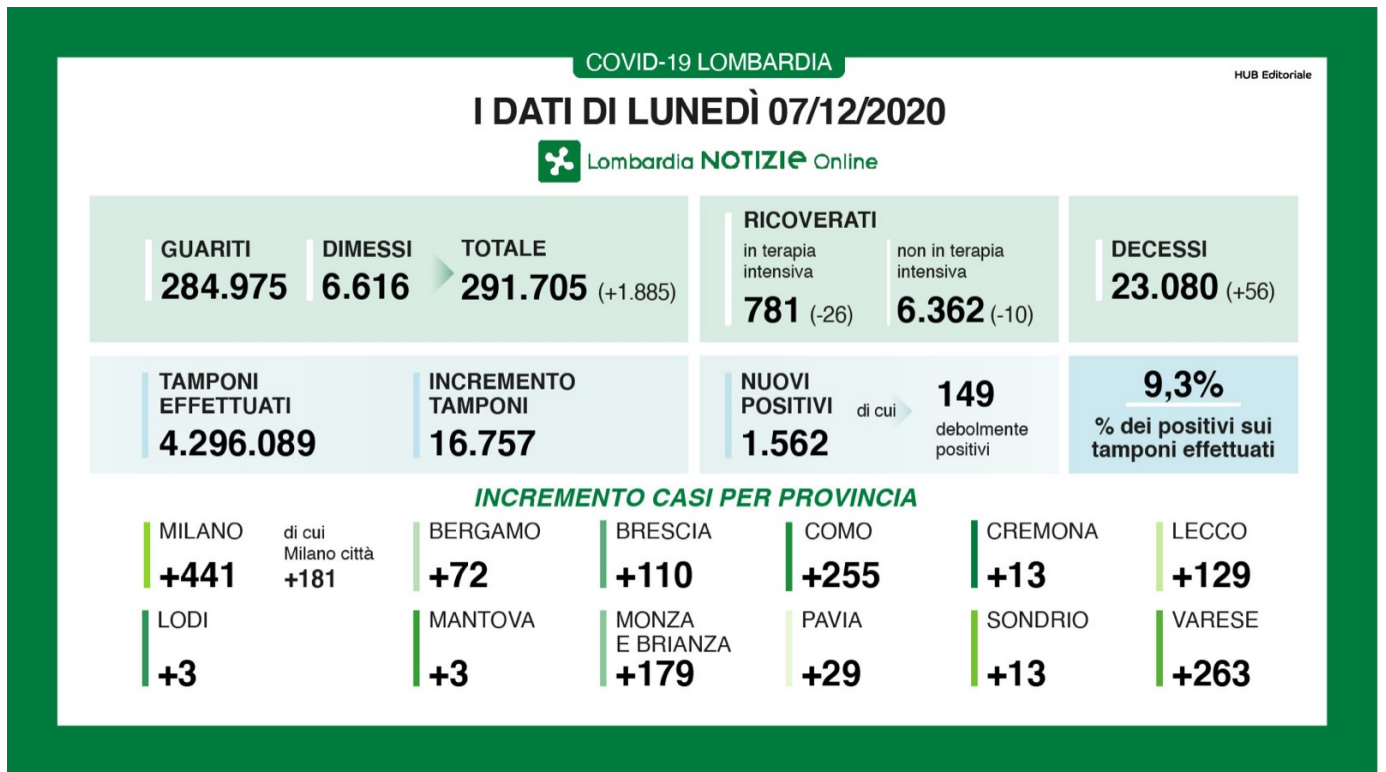 COVID-19 LOMBARDIA
HUB Editoriale
I DATI DI LUNEDÌ 07/12/2020
Lombardia NOTIZIE Online
GUARITI
284.975
DIMESSI
6.616
TOTALE
291.705 (+1.885)
RICOVERATI
in terapia
intensiva
781 (-26)
non in terapia
intensiva
6.362 (-10)
DECESSI
23.080 (+56)
TAMPONI
EFFETTUATI
4.296.089
INCREMENTO
TAMPONI
16.757
NUOVI
POSITIVI
1.562
di cui
149
debolmente
positivi
9,3%
% dei positivi sui
tamponi effettuati
INCREMENTO CASI PER PROVINCIA
MILANO
+441
di cui
Milano città
+181
BERGAMO
+72
BRESCIA
+110
COMO
+255
CREMONA
+13
LECCO
+129
LODI
+3
MANTOVA
+3
MONZA
E BRIANZA
+179
PAVIA
+29
SONDRIO
+13
VARESE
+263